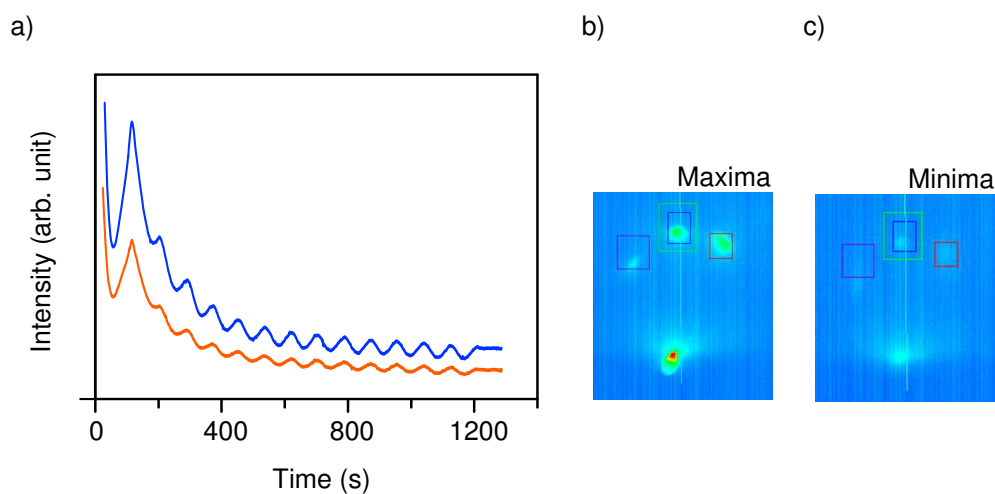 a)
b)
c)
Intensity (arb. unit)
Maxima
Minima
0
400
800
1200
Time (s)